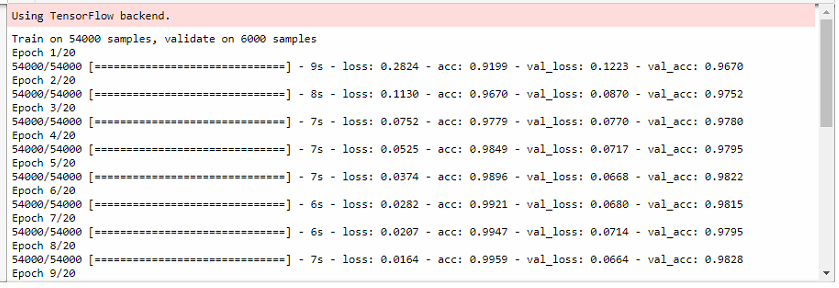 Using TensorFlow backend.
Train on 54000 samples, validate on 6000 samples
Epoch 1/20
54000/54000 [==============================] - 9s - loss: 0.2824 - acc: 0.9199 - val_loss: 0.1223 - val_acc: 0.9670
Epoch 2/20
54000/54000 [==============================] - 8s - loss: 0.1130 - acc: 0.9670 - val_loss: 0.0870 - val_acc: 0.9752
Epoch 3/20
54000/54000 [==============================] - 7s - loss: 0.0752 - acc: 0.9779 - val_loss: 0.0770 - val_acc: 0.9780
Epoch 4/20
54000/54000 [==============================] - 7s - loss: 0.0525 - acc: 0.9849 - val_loss: 0.0717 - val_acc: 0.9795
Epoch 5/20
54000/54000 [==============================] - 7s - loss: 0.0374 - acc: 0.9896 - val_loss: 0.0668 - val_acc: 0.9822
Epoch 6/20
54000/54000 [==============================] - 6s - loss: 0.0282 - acc: 0.9921 - val_loss: 0.0680 - val_acc: 0.9815
Epoch 7/20
54000/54000 [==============================] - 6s - loss: 0.0207 - acc: 0.9947 - val_loss: 0.0714 - val_acc: 0.9795
Epoch 8/20
54000/54000 [==============================] - 7s - loss: 0.0164 - acc: 0.9959 - val_loss: 0.0664 - val_acc: 0.9828
Epoch 9/20